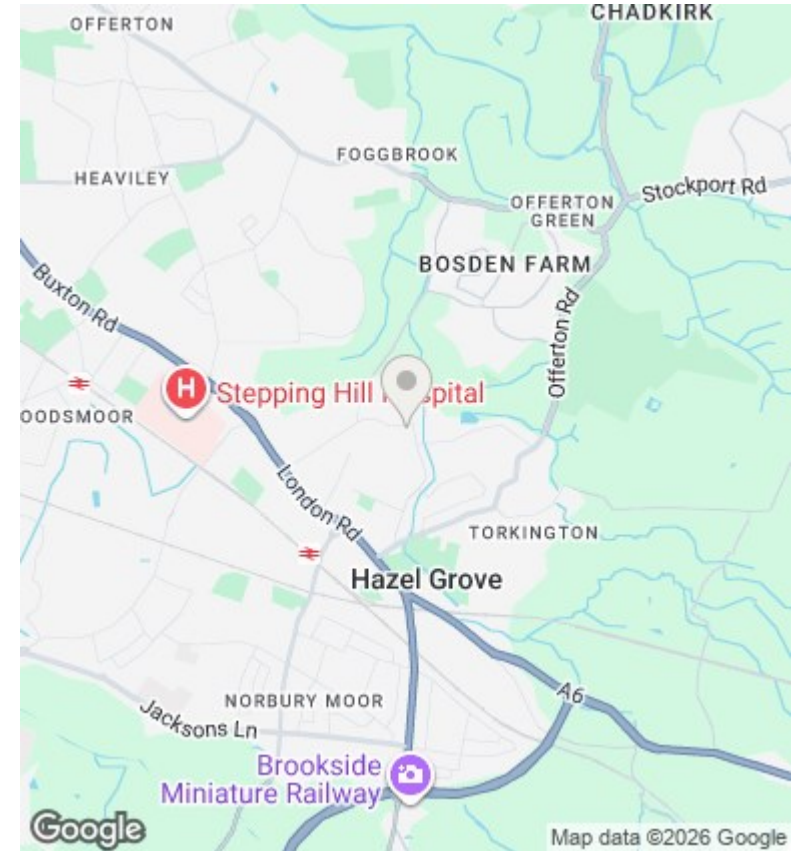 CHADKIRK
OFFERTON
FOGGBROOK
HEAVILEY
Stockport Rd
OFFERTON
GREEN
BOSDEN FARM
Buxton Rd
Offerton Rd
H
Stepping Hill H spital
OODSMOOR
London Rd
TORKINGTON
Hazel Grove
A6
NORBURY MOOR
Jacksons Ln
Brookside
Miniature Railway
Google
Map data ©2026 Google